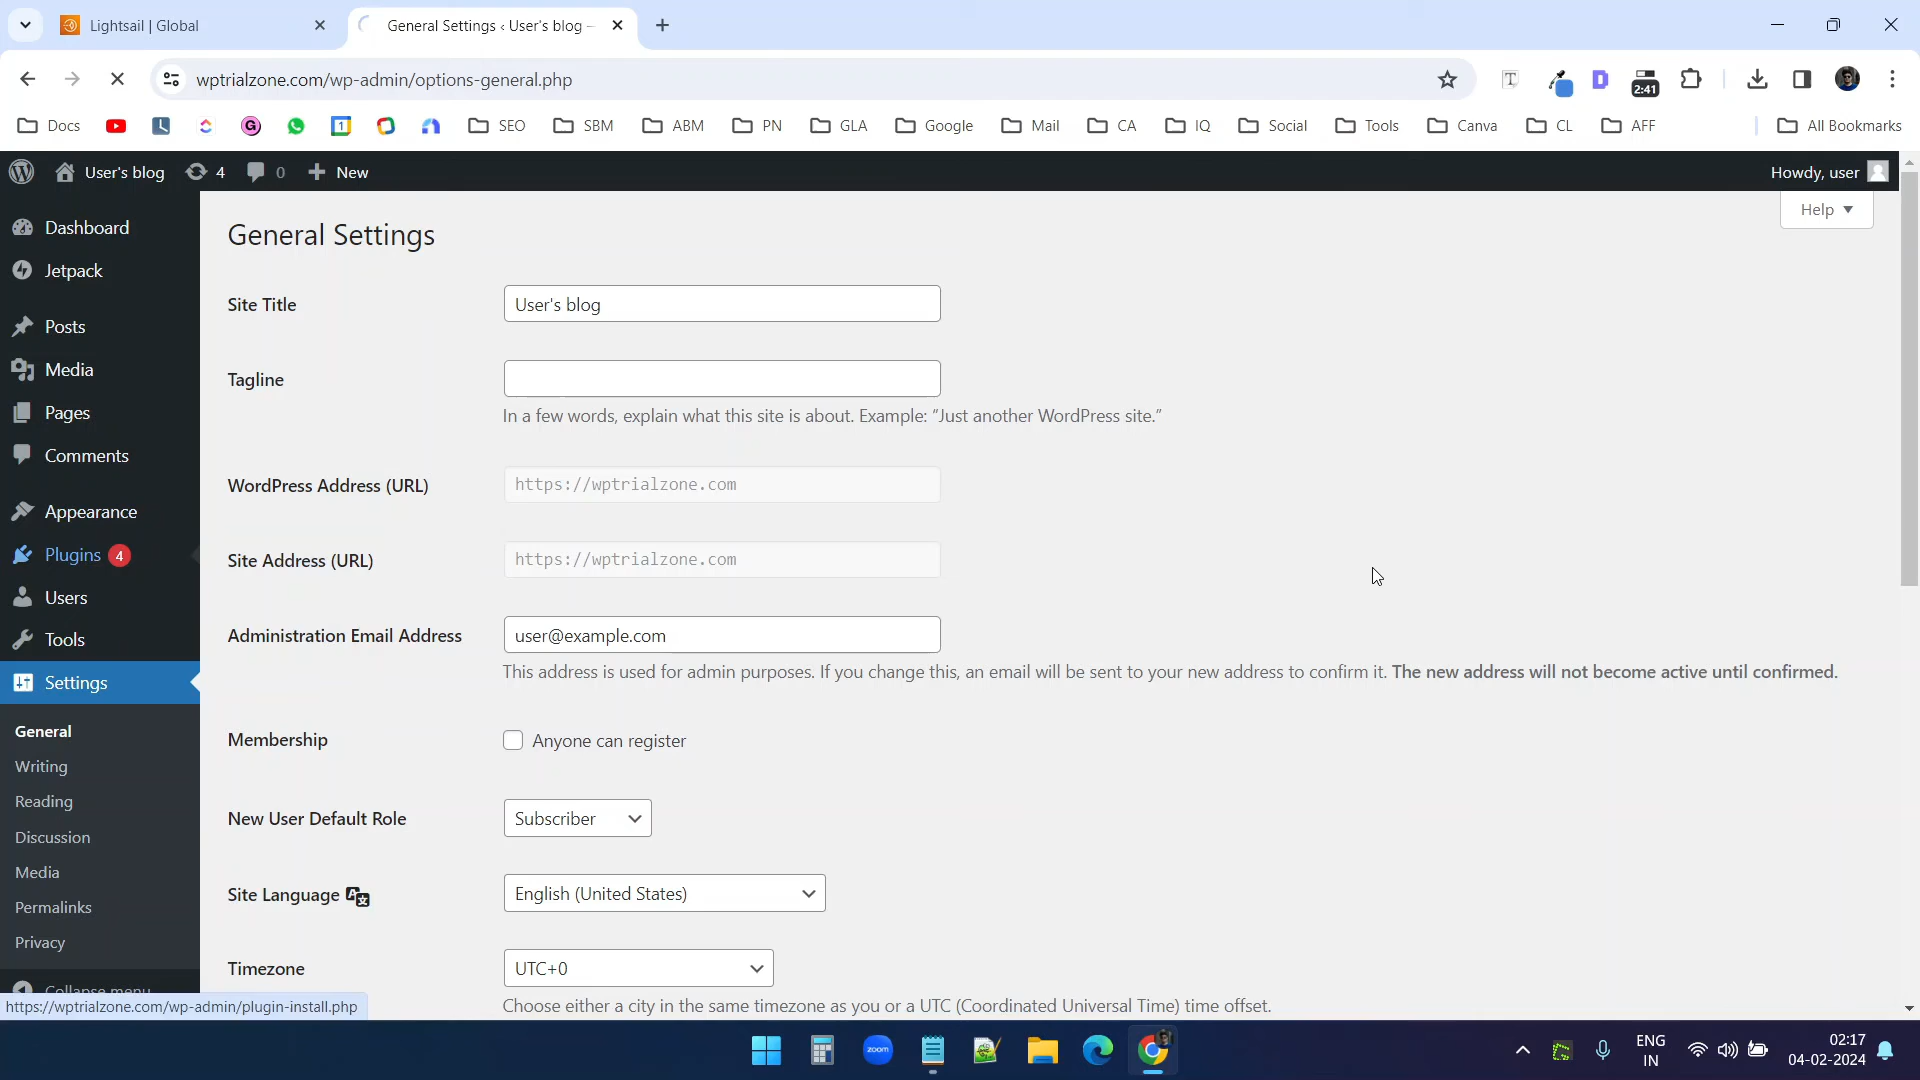 Lightsail | Global
General Settings ‹ User's blog –
wptrialzone.com/wp-admin/options-general.php
2:41
Docs
SEO
SBM
ABM
PN
GLA
Google
Mail
CA
IQ
Social
Tools
Canva
CL
AFF
All Bookmarks
User's blog
4
0
New
Howdy, user
Help
Dashboard
Jetpack
Posts
Media
Pages
Comments
Appearance
Plugins 4
Users
Tools
Settings
General
Writing
Reading
Discussion
Media
Permalinks
Privacy
Collapse menu
General Settings
Site Title
User's blog
Tagline
In a few words, explain what this site is about. Example: “Just another WordPress site.”
WordPress Address (URL)
https://wptrialzone.com
Site Address (URL)
https://wptrialzone.com
Administration Email Address
user@example.com
This address is used for admin purposes. If you change this, an email will be sent to your new address to confirm it. The new address will not become active until confirmed.
Membership
Anyone can register
New User Default Role
Subscriber
Site Language
English (United States)
Timezone
UTC+0
Choose either a city in the same timezone as you or a UTC (Coordinated Universal Time) time offset.
https://wptrialzone.com/wp-admin/plugin-install.php
zoom
ENG
IN
02:17
04-02-2024